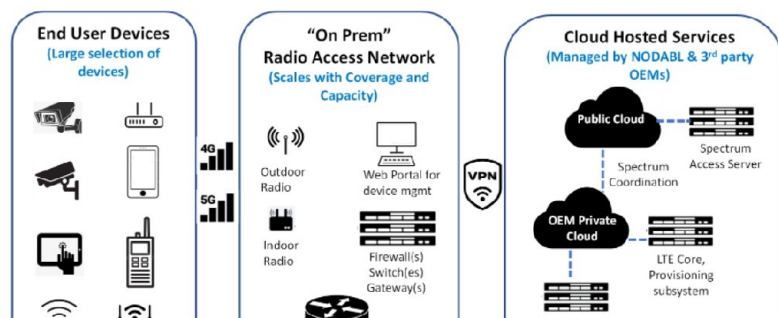 End User Devices
(Large selection of
devices)
4G
5G
"On Prem"
Radio Access Network
(Scales with Coverage and
Capacity)
Outdoor
Radio
Web Portal for
device mgmt
Indoor
Radio
Firewall(s)
Switch(es)
Gateway(s)
VPN
Cloud Hosted Services
(Managed by NODABL & 3rd party
OEMs)
Public Cloud
Spectrum
Access Server
Spectrum
Coordination
OEM Private
Cloud
LTE Core,
Provisioning
subsystem